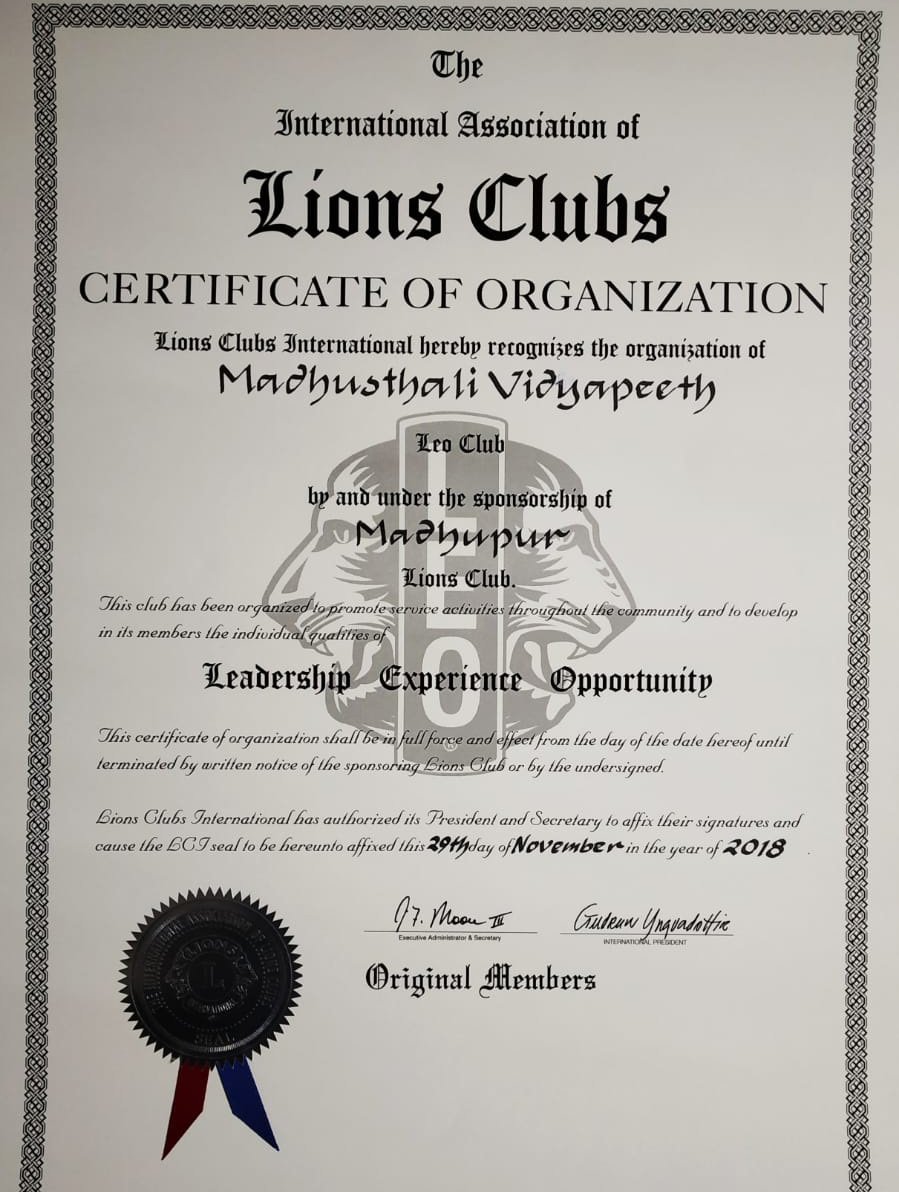 The
International Association of
Lions Clubs
CERTIFICATE OF ORGANIZATION
Lions Clubs International hereby recognizes the organization of
Madhusthali Vidyapeeth
Leo Club
by and under the sponsorship of
Madhupur
Lions Club.
This club has been organized to promote service activities throughout the community and to develop
in its members the individual qualities of
Leadership Experience Opportunity
This certificate of organization shall be in full force and effect from the day of the date hereof until
terminated by written notice of the sponsoring Lions Club or by the undersigned.
Lions Clubs International has authorized its President and Secretary to affix their signatures and
cause the LCI seal to be hereunto affixed this 29th day of November in the year of 2018
Executive Administrator & Secretary
INTERNATIONAL PRESIDENT
Original Members
LEO
®
LIONS
L
INTERNATIONAL
SEAL